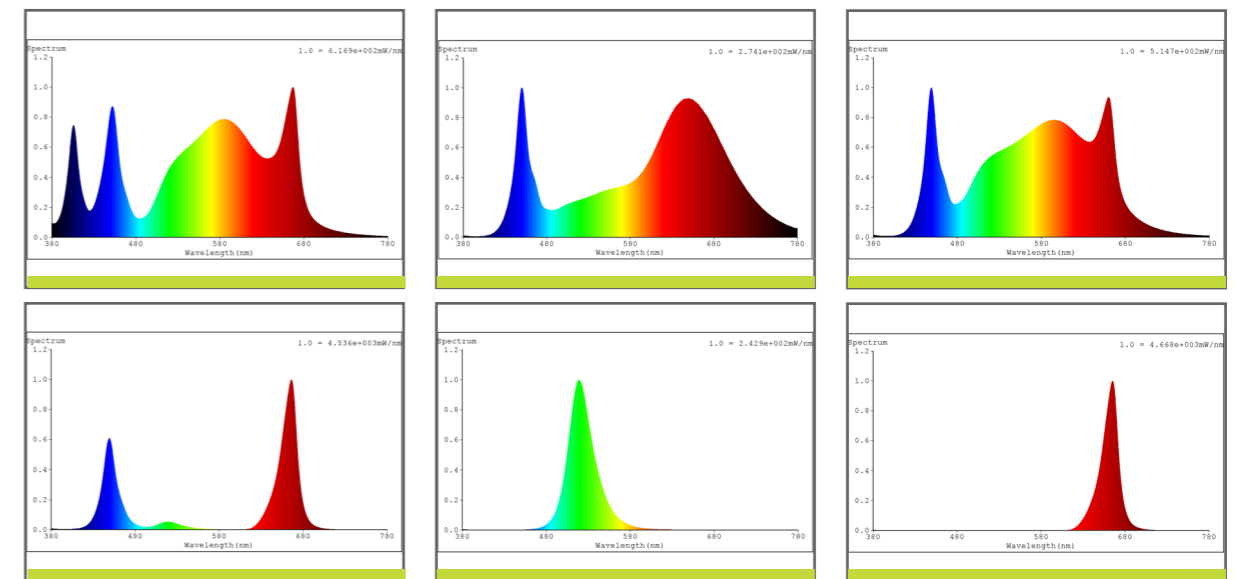 Spectrum 1.0 = 6.169e+002mW/nm
1.2
1.0
0.8
0.6
0.4
0.2
0.0
380 480 580 680 780
Wavelength(nm)
Spectrum 1.0 = 2.741e+002mW/nm
1.2
1.0
0.8
0.6
0.4
0.2
0.0
380 480 580 680 780
Wavelength(nm)
Spectrum 1.0 = 5.147e+002mW/nm
1.2
1.0
0.8
0.6
0.4
0.2
0.0
380 480 580 680 780
Wavelength(nm)
Spectrum 1.0 = 4.536e+003mW/nm
1.2
1.0
0.8
0.6
0.4
0.2
0.0
380 480 580 680 780
Wavelength(nm)
Spectrum 1.0 = 2.429e+002mW/nm
1.2
1.0
0.8
0.6
0.4
0.2
0.0
380 480 580 680 780
Wavelength(nm)
Spectrum 1.0 = 4.668e+003mW/nm
1.2
1.0
0.8
0.6
0.4
0.2
0.0
380 480 580 680 780
Wavelength(nm)